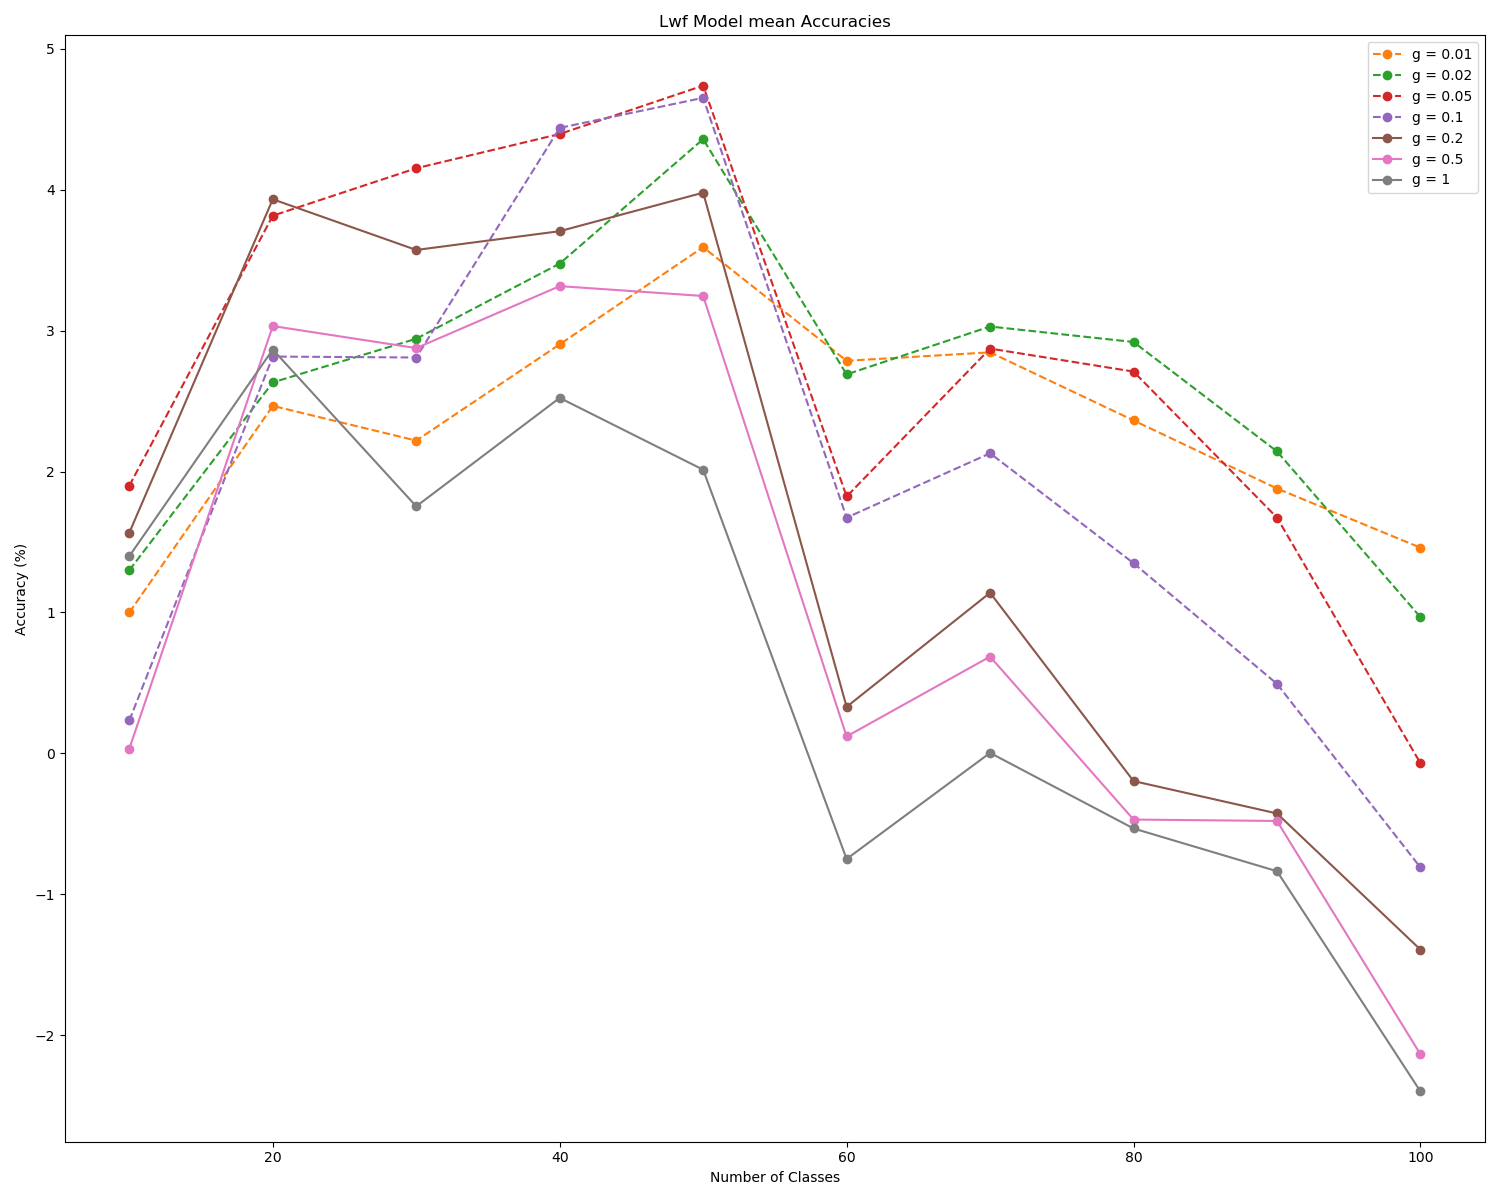 Lwf Model mean Accuracies
5
4
3
2
1
0
−1
−2
Accuracy (%)
g = 0.01
g = 0.02
g = 0.05
g = 0.1
g = 0.2
g = 0.5
g = 1
20
40
60
80
100
Number of Classes